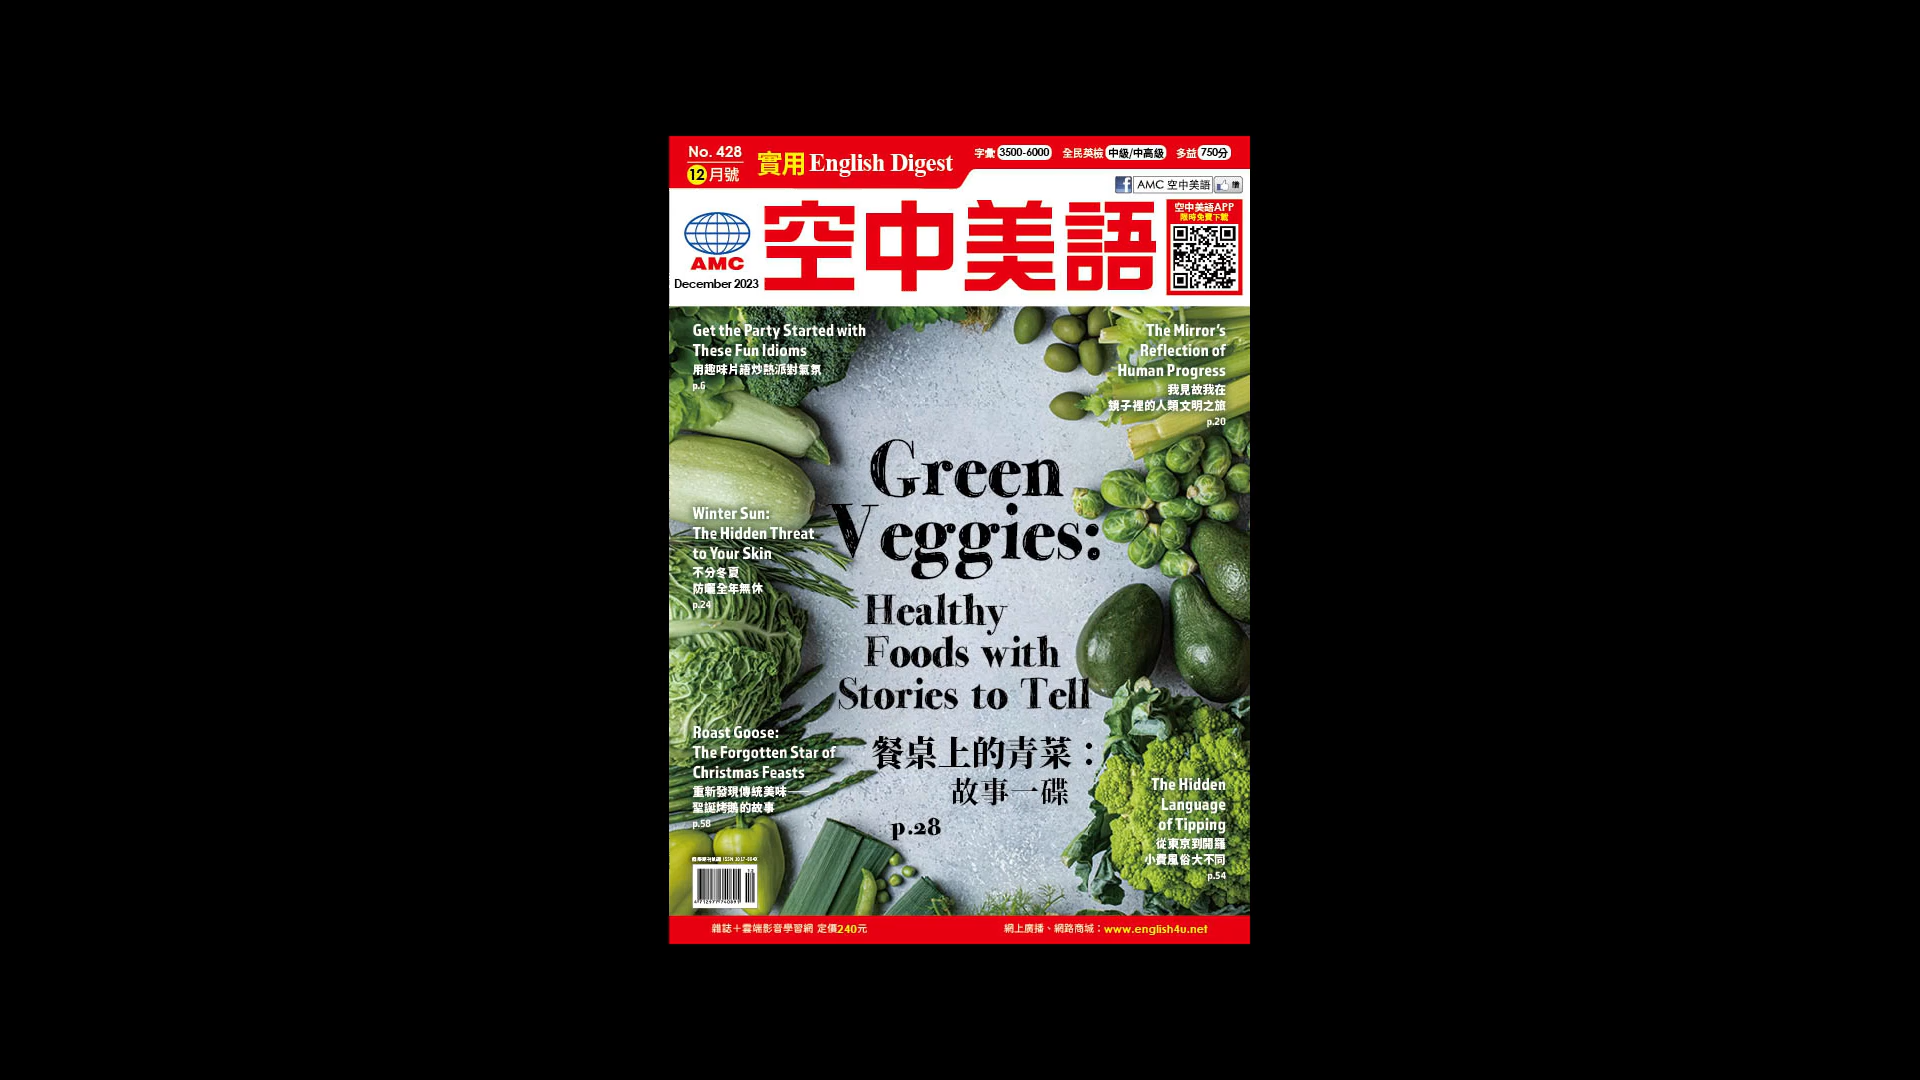 No. 428
12月號
實用 English Digest
字彙 3500-6000 全民英檢 中級/中高級 多益 750分
AMC 空中美語
AMC
December 2023
空中美語
空中美語APP
限時免費下載
Get the Party Started with
These Fun Idioms
用趣味片語炒熱派對氣氛
p.6
The Mirror's
Reflection of
Human Progress
我見故我在
鏡子裡的人類文明之旅
p.20
Green
Veggies:
Healthy
Foods with
Stories to Tell
餐桌上的青菜：
故事一碟
p.28
Winter Sun:
The Hidden Threat
to Your Skin
不分冬夏
防曬全年無休
p.24
Roast Goose:
The Forgotten Star of
Christmas Feasts
重新發現傳統美味——
聖誕烤鵝的故事
p.58
The Hidden
Language
of Tipping
從東京到開羅
小費風俗大不同
p.54
雜誌＋雲端影音學習網 定價240元
網上廣播、網路商城：www.english4u.net